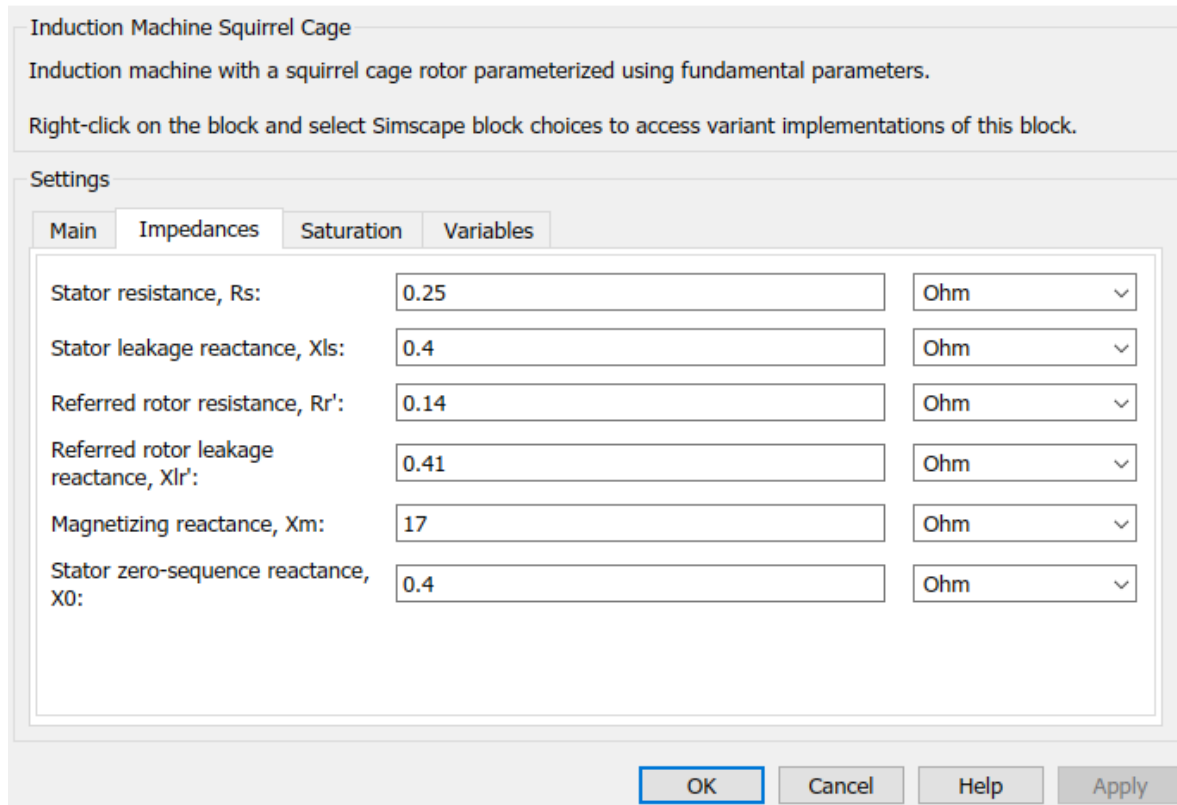 Induction Machine Squirrel Cage
Induction machine with a squirrel cage rotor parameterized using fundamental parameters.
Right-click on the block and select Simscape block choices to access variant implementations of this block.
Settings
Main Impedances Saturation Variables
Stator resistance, Rs: 0.25 Ohm
Stator leakage reactance, Xls: 0.4 Ohm
Referred rotor resistance, Rr': 0.14 Ohm
Referred rotor leakage
reactance, Xlr': 0.41 Ohm
Magnetizing reactance, Xm: 17 Ohm
Stator zero-sequence reactance,
X0: 0.4 Ohm
OK Cancel Help Apply